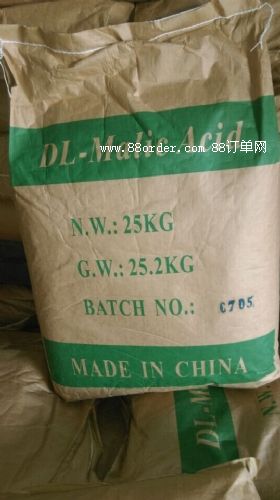 DL-Malic Acid
www.88order.com 88订单网
N.W.: 25KG
G.W.: 25.2KG
BATCH NO.: C705
MADE IN CHINA
DL-Mali
N.W